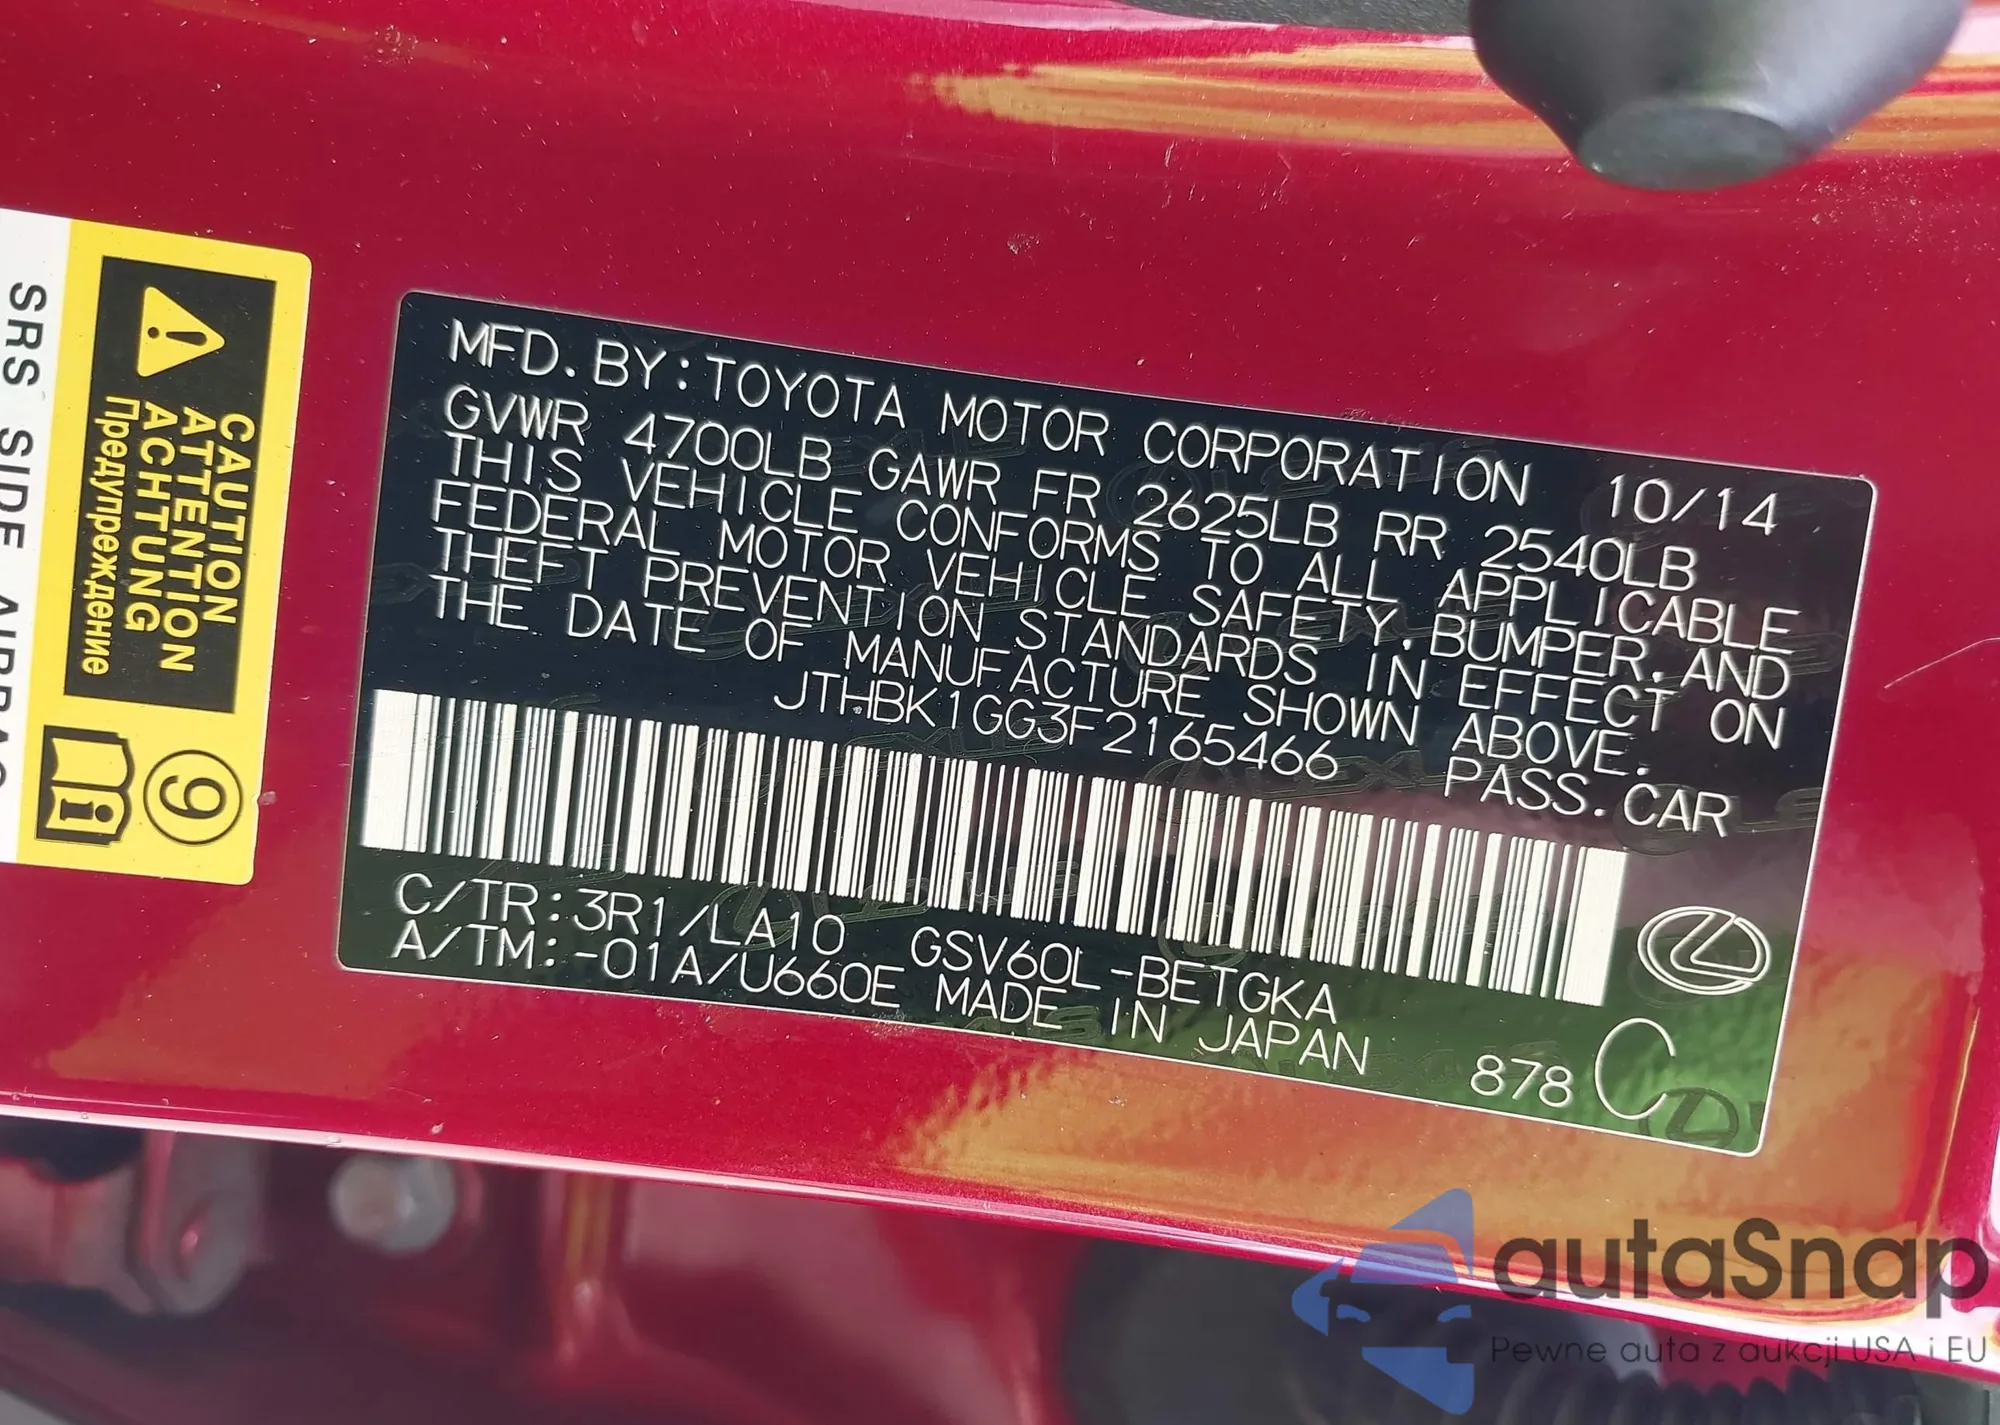 MFD. BY: TOYOTA MOTOR CORPORATION 10/14
GVWR 4700LB GAWR FR 2625LB RR 2540LB
THIS VEHICLE CONFORMS TO ALL APPLICABLE
FEDERAL MOTOR VEHICLE SAFETY, BUMPER, AND
THEFT PREVENTION STANDARDS IN EFFECT ON
THE DATE OF MANUFACTURE SHOWN ABOVE.
JTHBK1GG3F2165466 PASS. CAR
C/TR: 3R1/LA10 GSV60L-BETGKA
A/TM: -01A/U660E MADE IN JAPAN 878 C
CAUTION
ATTENTION
ACHTUNG
Предупреждение
9
SRS SIDE AIRBAG
autaSnap
Pewne auta z aukcji USA i EU